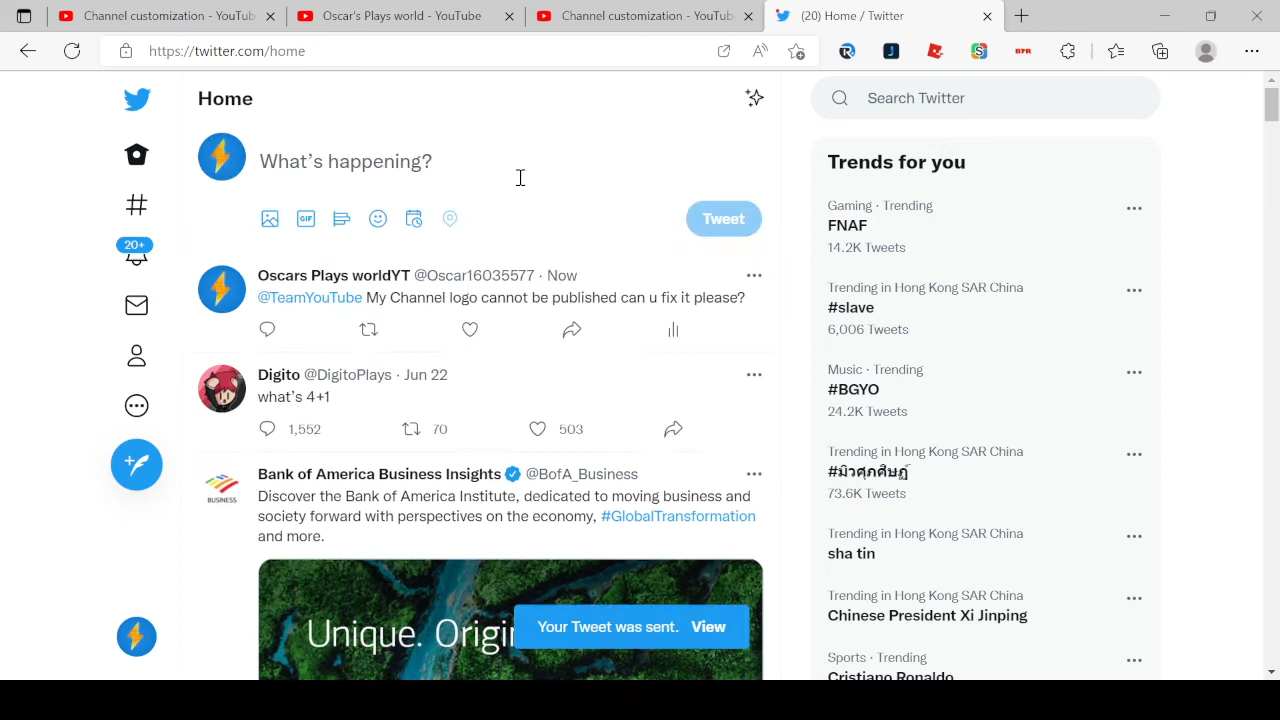 Channel customization - YouTub
Oscar's Plays world - YouTube
Channel customization - YouTub
(20) Home / Twitter
https://twitter.com/home
Home
Search Twitter
What's happening?
GIF
Tweet
Trends for you
Gaming · Trending
FNAF
14.2K Tweets
20+
Oscars Plays worldYT @Oscar16035577 · Now
@TeamYouTube My Channel logo cannot be published can u fix it please?
Trending in Hong Kong SAR China
#slave
6,006 Tweets
Digito @DigitoPlays · Jun 22
what's 4+1
1,552 70 503
Music · Trending
#BGYO
24.2K Tweets
Bank of America Business Insights @BofA_Business
Discover the Bank of America Institute, dedicated to moving business and
society forward with perspectives on the economy, #GlobalTransformation
and more.
BUSINESS
Trending in Hong Kong SAR China
#มิวศุภศิษฏ์
73.6K Tweets
Trending in Hong Kong SAR China
sha tin
Trending in Hong Kong SAR China
Chinese President Xi Jinping
Unique. Origin
Your Tweet was sent. View
Sports · Trending
Cristiano Ronaldo